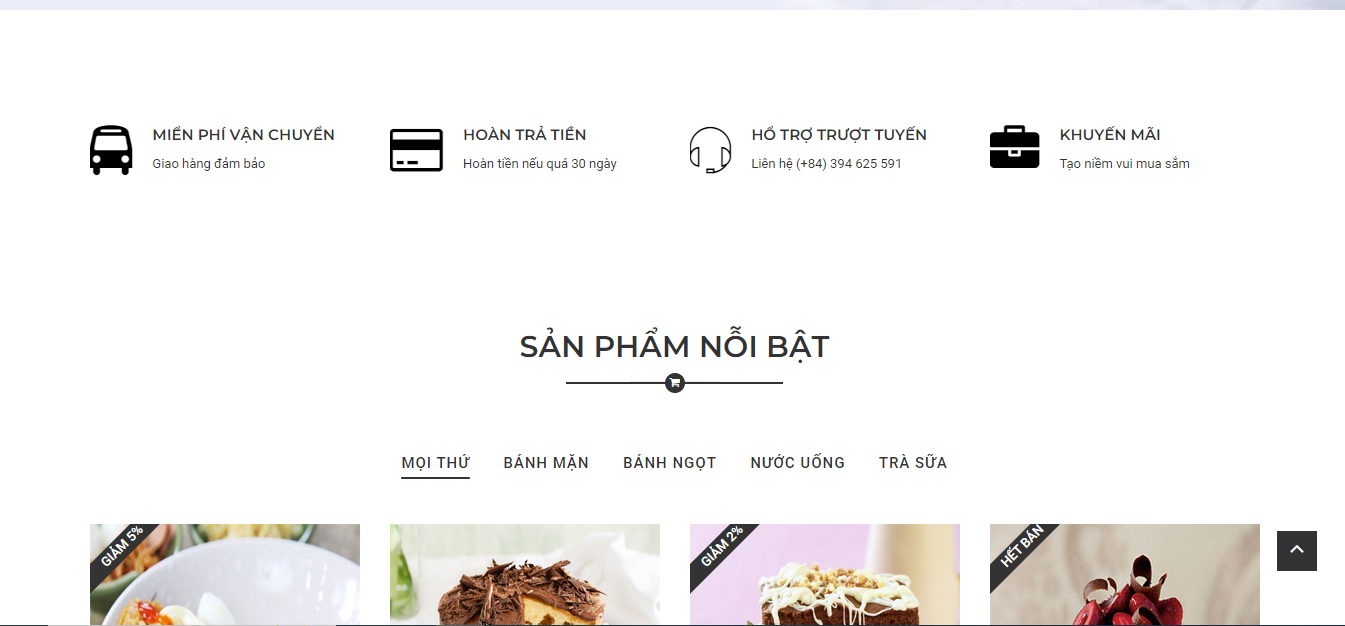 MIỄN PHÍ VẬN CHUYỂN
Giao hàng đảm bảo
HOÀN TRẢ TIỀN
Hoàn tiền nếu quá 30 ngày
HỖ TRỢ TRƯỢT TUYẾN
Liên hệ (+84) 394 625 591
KHUYẾN MÃI
Tạo niềm vui mua sắm
SẢN PHẨM NỖI BẬT
MỌI THỨ
BÁNH MẶN
BÁNH NGỌT
NƯỚC UỐNG
TRÀ SỮA
GIẢM 5%
GIẢM 2%
HẾT BÁN